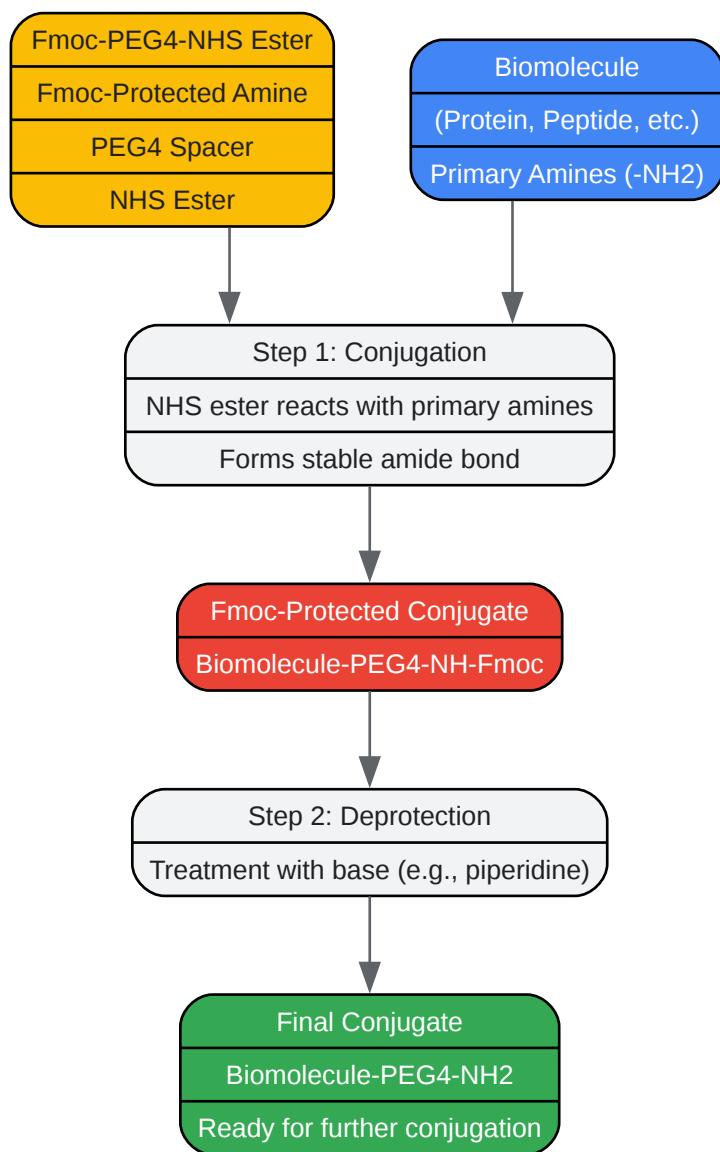 Fmoc-PEG4-NHS Ester
Fmoc-Protected Amine
PEG4 Spacer
NHS Ester
Biomolecule
(Protein, Peptide, etc.)
Primary Amines (-NH2)
Step 1: Conjugation
NHS ester reacts with primary amines
Forms stable amide bond
Fmoc-Protected Conjugate
Biomolecule-PEG4-NH-Fmoc
Step 2: Deprotection
Treatment with base (e.g., piperidine)
Final Conjugate
Biomolecule-PEG4-NH2
Ready for further conjugation